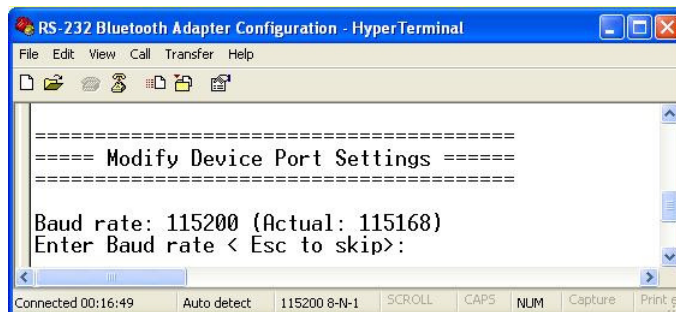 RS-232 Bluetooth Adapter Configuration - HyperTerminal
File Edit View Call Transfer Help
========================================
===== Modify Device Port Settings ======
========================================
Baud rate: 115200 (Actual: 115168)
Enter Baud rate < Esc to skip>:
Connected 00:16:49 Auto detect 115200 8-N-1 SCROLL CAPS NUM Capture Print